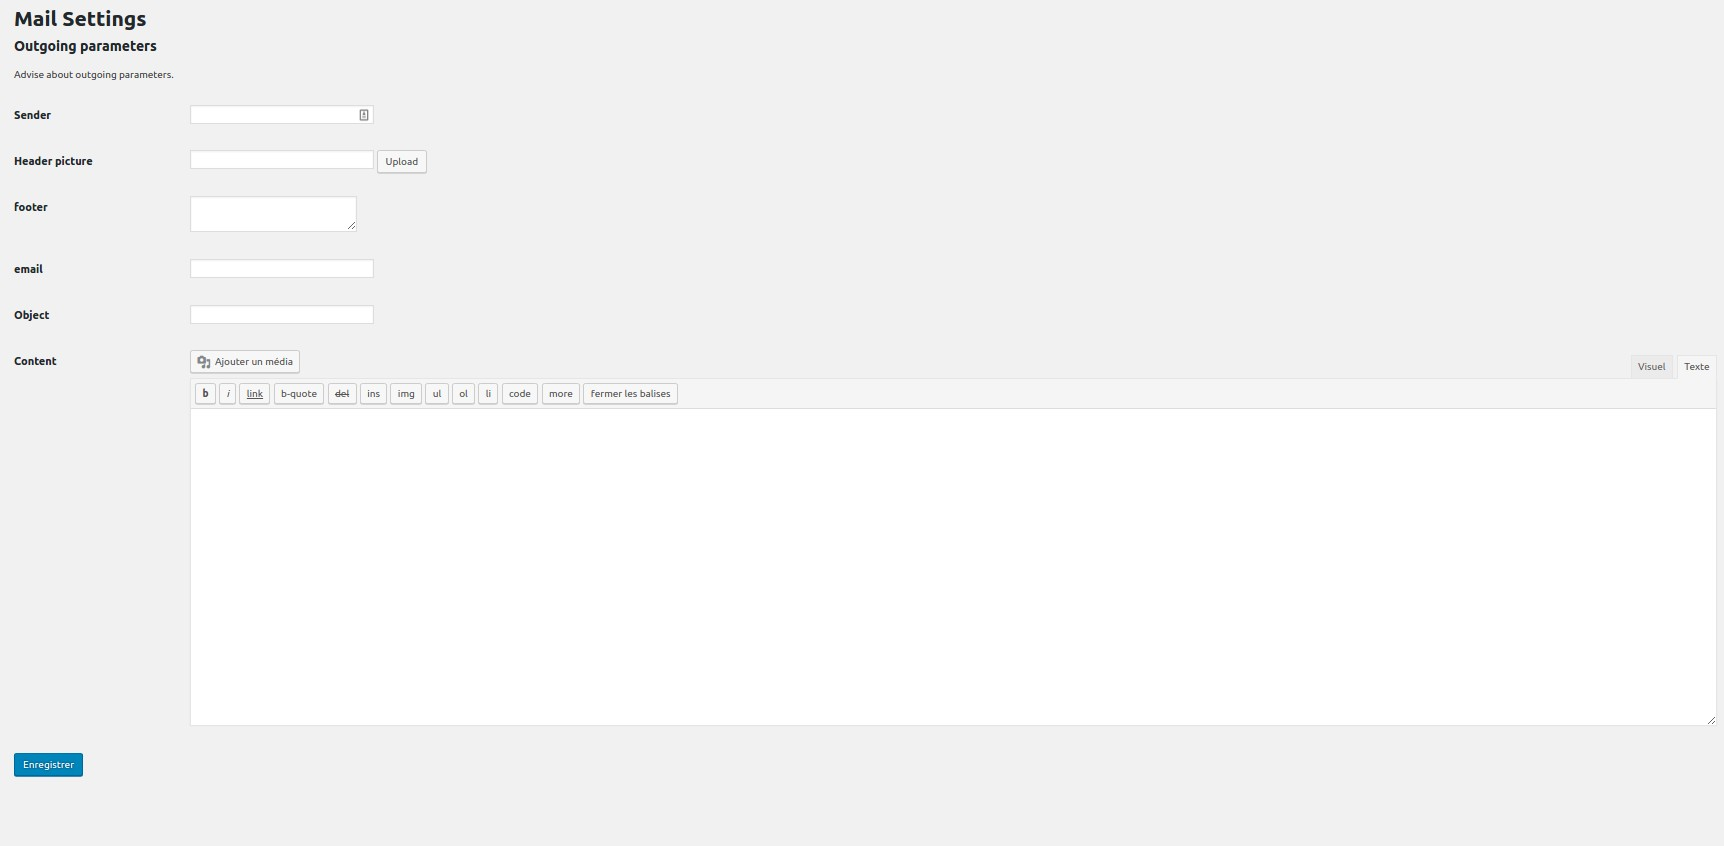 Mail Settings
Outgoing parameters
Advise about outgoing parameters.
Sender
Header picture Upload
footer
email
Object
Content Ajouter un média Visuel Texte
b i link b-quote del ins img ul ol li code more fermer les balises
Enregistrer